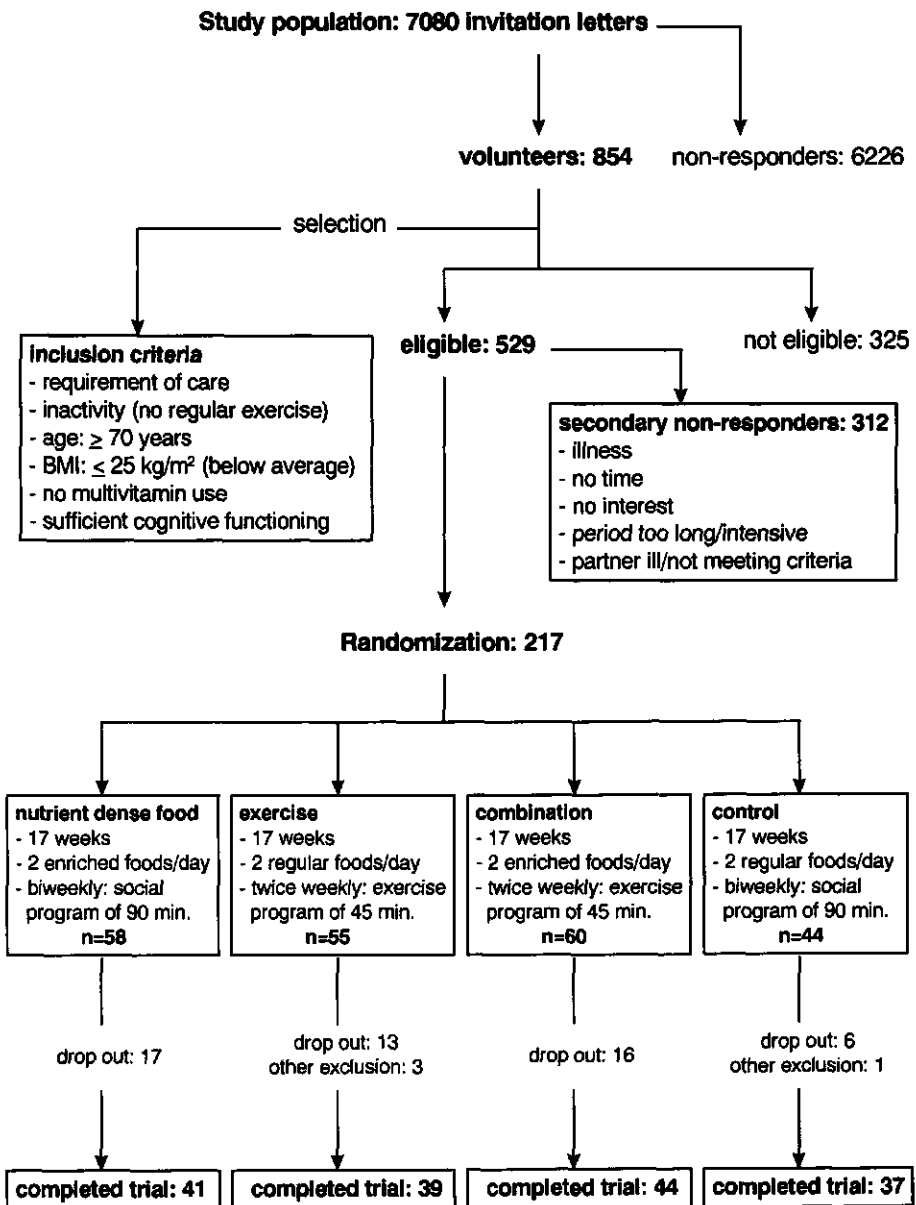 Study population: 7080 invitation letters
volunteers: 854
non-responders: 6226
selection
eligible: 529
not eligible: 325
inclusion criteria
- requirement of care
- inactivity (no regular exercise)
- age: ≥ 70 years
- BMI: ≤ 25 kg/m² (below average)
- no multivitamin use
- sufficient cognitive functioning
secondary non-responders: 312
- illness
- no time
- no interest
- period too long/intensive
- partner ill/not meeting criteria
Randomization: 217
nutrient dense food
- 17 weeks
- 2 enriched foods/day
- biweekly: social
program of 90 min.
n=58
exercise
- 17 weeks
- 2 regular foods/day
- twice weekly: exercise
program of 45 min.
n=55
combination
- 17 weeks
- 2 enriched foods/day
- twice weekly: exercise
program of 45 min.
n=60
control
- 17 weeks
- 2 regular foods/day
- biweekly: social
program of 90 min.
n=44
drop out: 17
drop out: 13
other exclusion: 3
drop out: 16
drop out: 6
other exclusion: 1
completed trial: 41
completed trial: 39
completed trial: 44
completed trial: 37